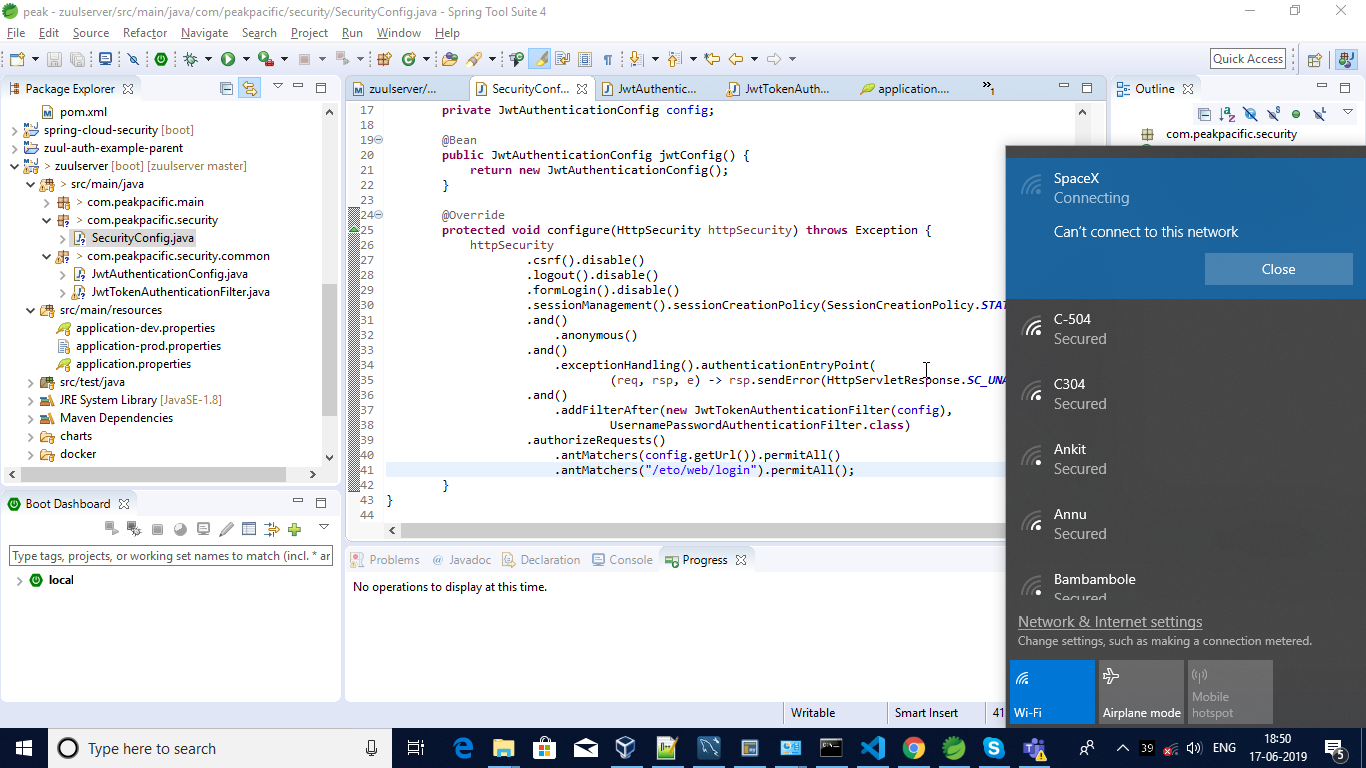 peak - zuulserver/src/main/java/com/peakpacific/security/SecurityConfig.java - Spring Tool Suite 4
File Edit Source Refactor Navigate Search Project Run Window Help
Quick Access
Package Explorer
pom.xml
spring-cloud-security [boot]
zuul-auth-example-parent
> zuulserver [boot] [zuulserver master]
> src/main/java
> com.peakpacific.main
> com.peakpacific.security
SecurityConfig.java
> com.peakpacific.security.common
JwtAuthenticationConfig.java
JwtTokenAuthenticationFilter.java
src/main/resources
application-dev.properties
application-prod.properties
application.properties
src/test/java
JRE System Library [JavaSE-1.8]
Maven Dependencies
charts
docker
Boot Dashboard
Type tags, projects, or working set names to match (incl. * ar
local
zuulserver/... SecurityConf... JwtAuthentic... JwtTokenAuth... application.... »1
17 private JwtAuthenticationConfig config;
18
19 @Bean
20 public JwtAuthenticationConfig jwtConfig() {
21 return new JwtAuthenticationConfig();
22 }
23
24 @Override
25 protected void configure(HttpSecurity httpSecurity) throws Exception {
26 httpSecurity
27 .csrf().disable()
28 .logout().disable()
29 .formLogin().disable()
30 .sessionManagement().sessionCreationPolicy(SessionCreationPolicy.STAT
31 .and()
32 .anonymous()
33 .and()
34 .exceptionHandling().authenticationEntryPoint(
35 (req, rsp, e) -> rsp.sendError(HttpServletResponse.SC_UNA
36 .and()
37 .addFilterAfter(new JwtTokenAuthenticationFilter(config),
38 UsernamePasswordAuthenticationFilter.class)
39 .authorizeRequests()
40 .antMatchers(config.getUrl()).permitAll()
41 .antMatchers("/eto/web/login").permitAll();
42 }
43 }
44
Problems @ Javadoc Declaration Console Progress
No operations to display at this time.
Writable Smart Insert 41
Outline
com.peakpacific.security
SpaceX
Connecting
Can't connect to this network
Close
C-504
Secured
C304
Secured
Ankit
Secured
Annu
Secured
Bambambole
Secured
Network & Internet settings
Change settings, such as making a connection metered.
Wi-Fi
Airplane mode
Mobile
hotspot
Type here to search
39 ENG
18:50
17-06-2019
5